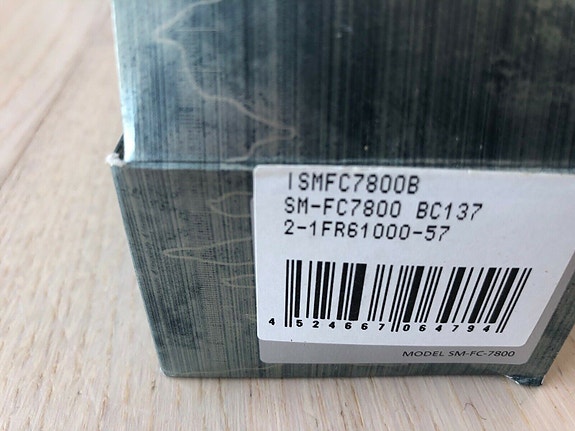 ISMFC7800B
SM-FC7800 BC137
2-1FR61000-57
4 524667 064794
MODEL SM-FC-7800